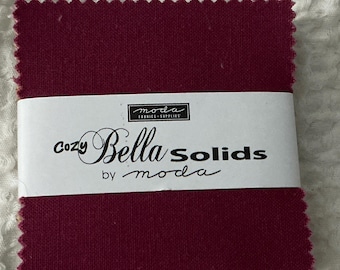 moda
FABRICS + SUPPLIES
Cozy Bella Solids
by moda